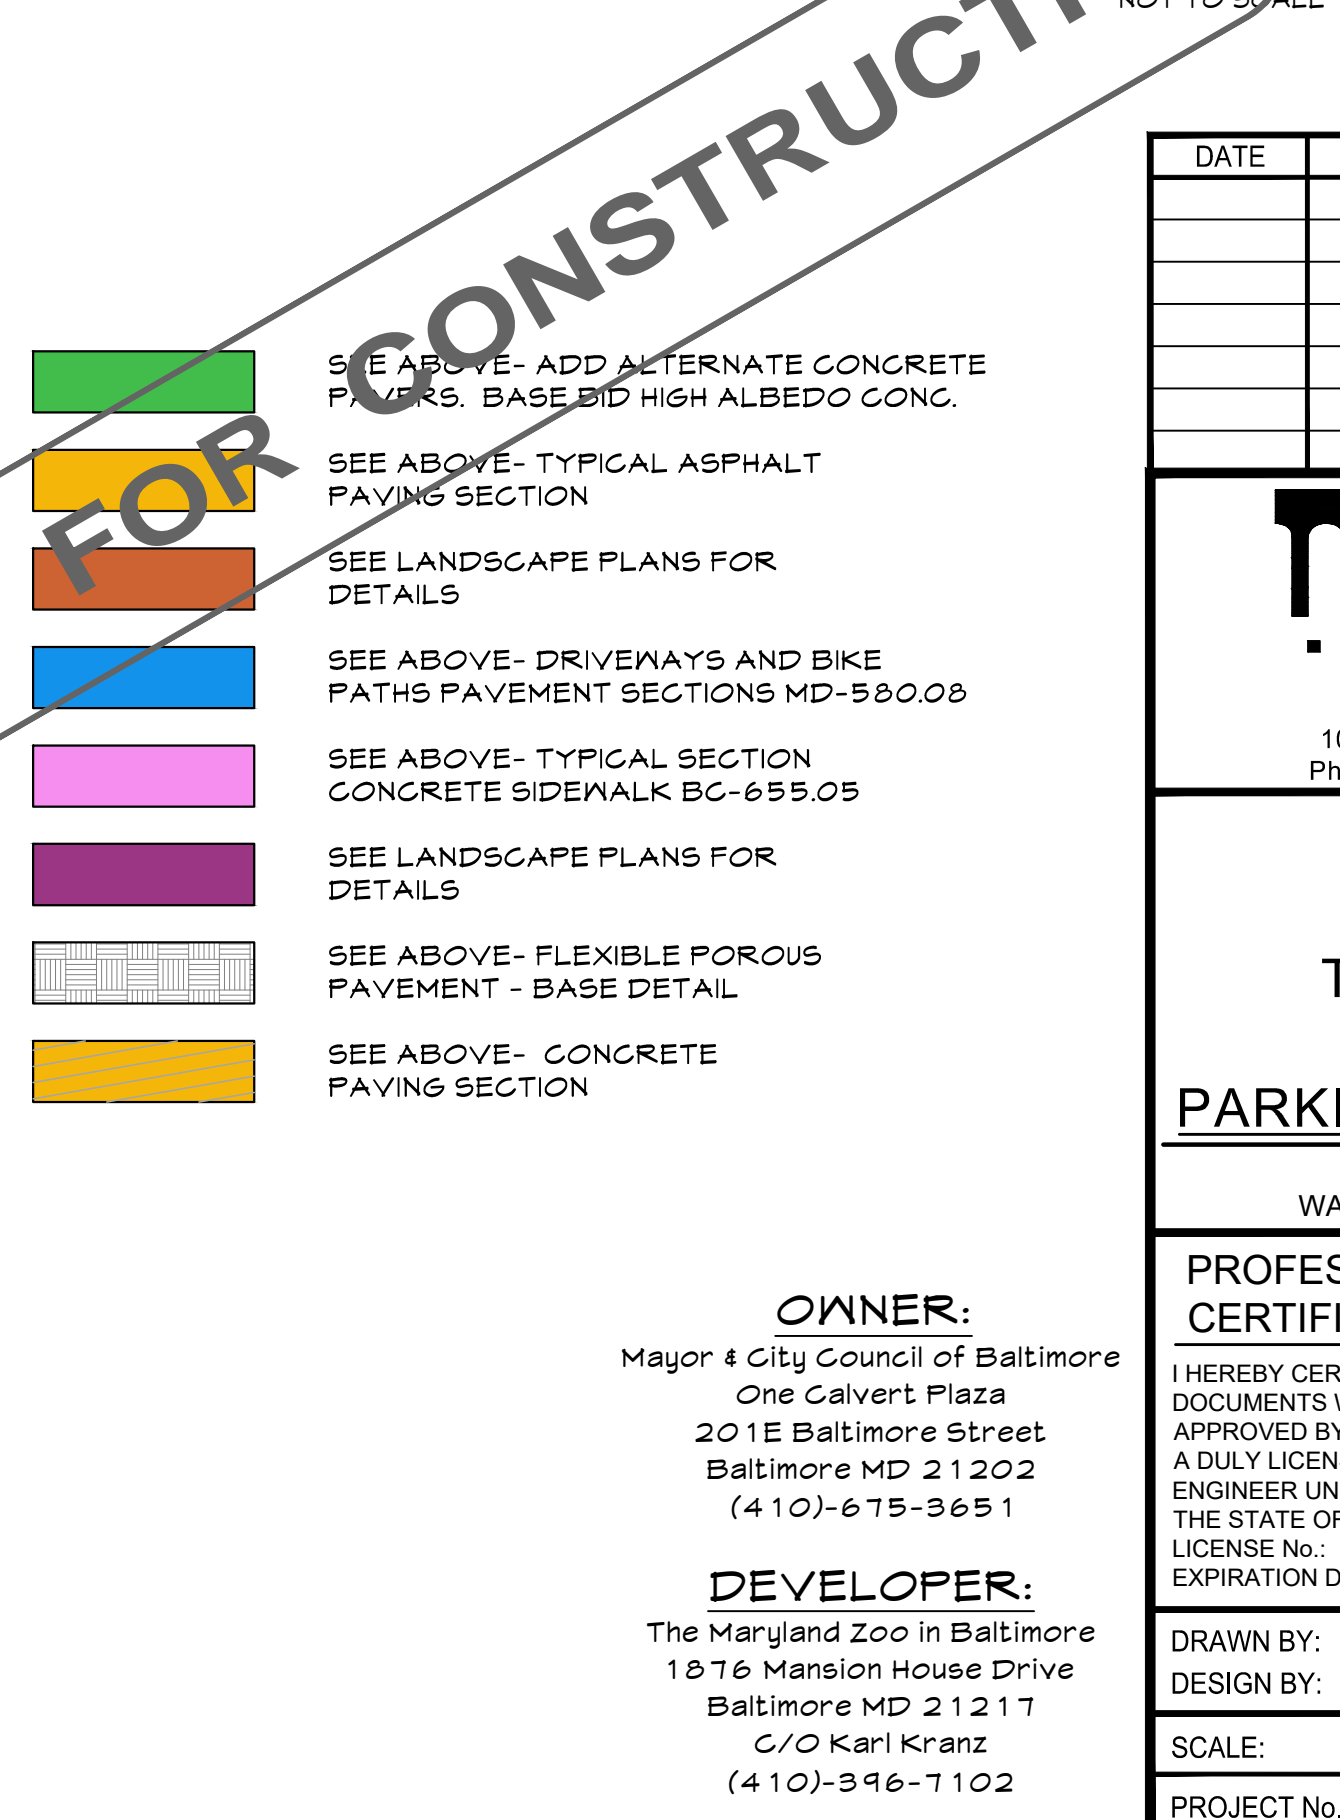 NOT TO SCALE
FOR CONSTRUCTI
SEE ABOVE- ADD ALTERNATE CONCRETE
PAVERS. BASE BID HIGH ALBEDO CONC.
SEE ABOVE- TYPICAL ASPHALT
PAVING SECTION
SEE LANDSCAPE PLANS FOR
DETAILS
SEE ABOVE- DRIVEWAYS AND BIKE
PATHS PAVEMENT SECTIONS MD-580.08
SEE ABOVE- TYPICAL SECTION
CONCRETE SIDEWALK BC-655.05
SEE LANDSCAPE PLANS FOR
DETAILS
SEE ABOVE- FLEXIBLE POROUS
PAVEMENT - BASE DETAIL
SEE ABOVE- CONCRETE
PAVING SECTION
OWNER:
Mayor & City Council of Baltimore
One Calvert Plaza
201E Baltimore Street
Baltimore MD 21202
(410)-675-3651
DEVELOPER:
The Maryland Zoo in Baltimore
1876 Mansion House Drive
Baltimore MD 21217
C/O Karl Kranz
(410)-396-7102
DATE
10
Ph
T
PARKI
WA
PROFES
CERTIFI
I HEREBY CER
DOCUMENTS W
APPROVED BY
A DULY LICEN
ENGINEER UN
THE STATE OF
LICENSE No.:
EXPIRATION D
DRAWN BY:
DESIGN BY:
SCALE:
PROJECT No.